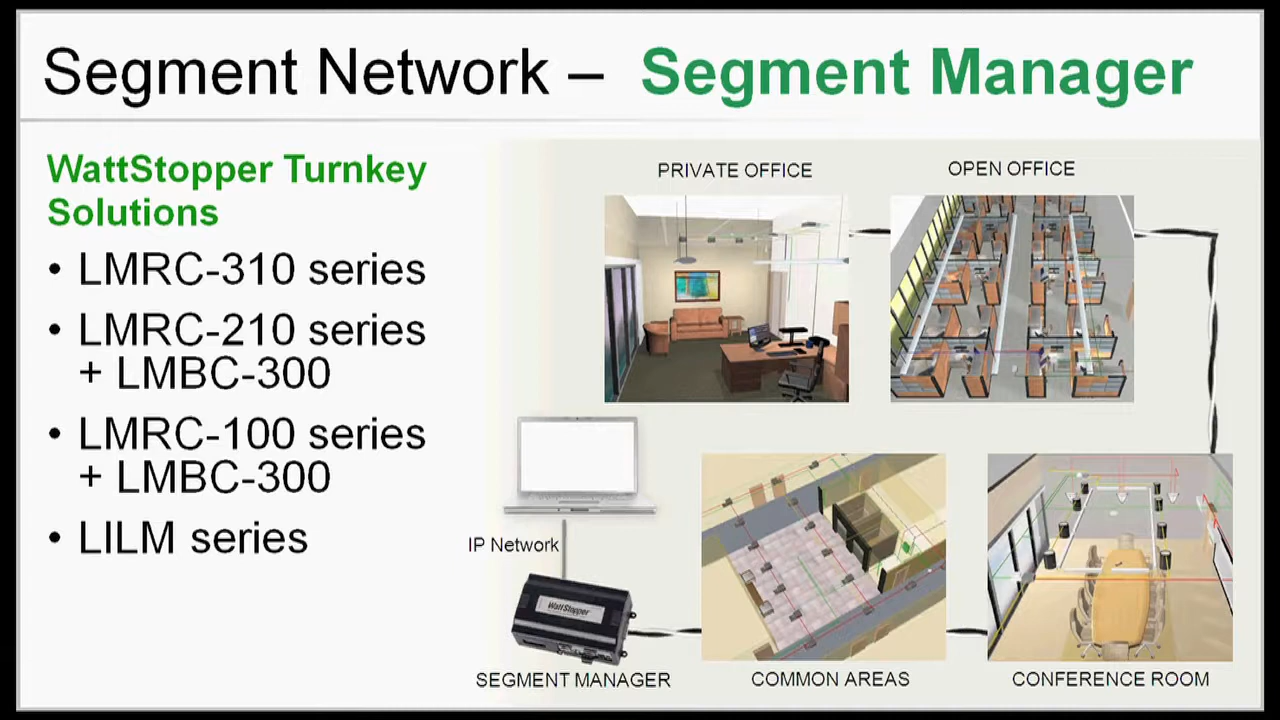 Segment Network – Segment Manager
WattStopper Turnkey
Solutions
• LMRC-310 series
• LMRC-210 series
+ LMBC-300
• LMRC-100 series
+ LMBC-300
• LILM series
PRIVATE OFFICE
OPEN OFFICE
IP Network
WattStopper
SEGMENT MANAGER
COMMON AREAS
CONFERENCE ROOM